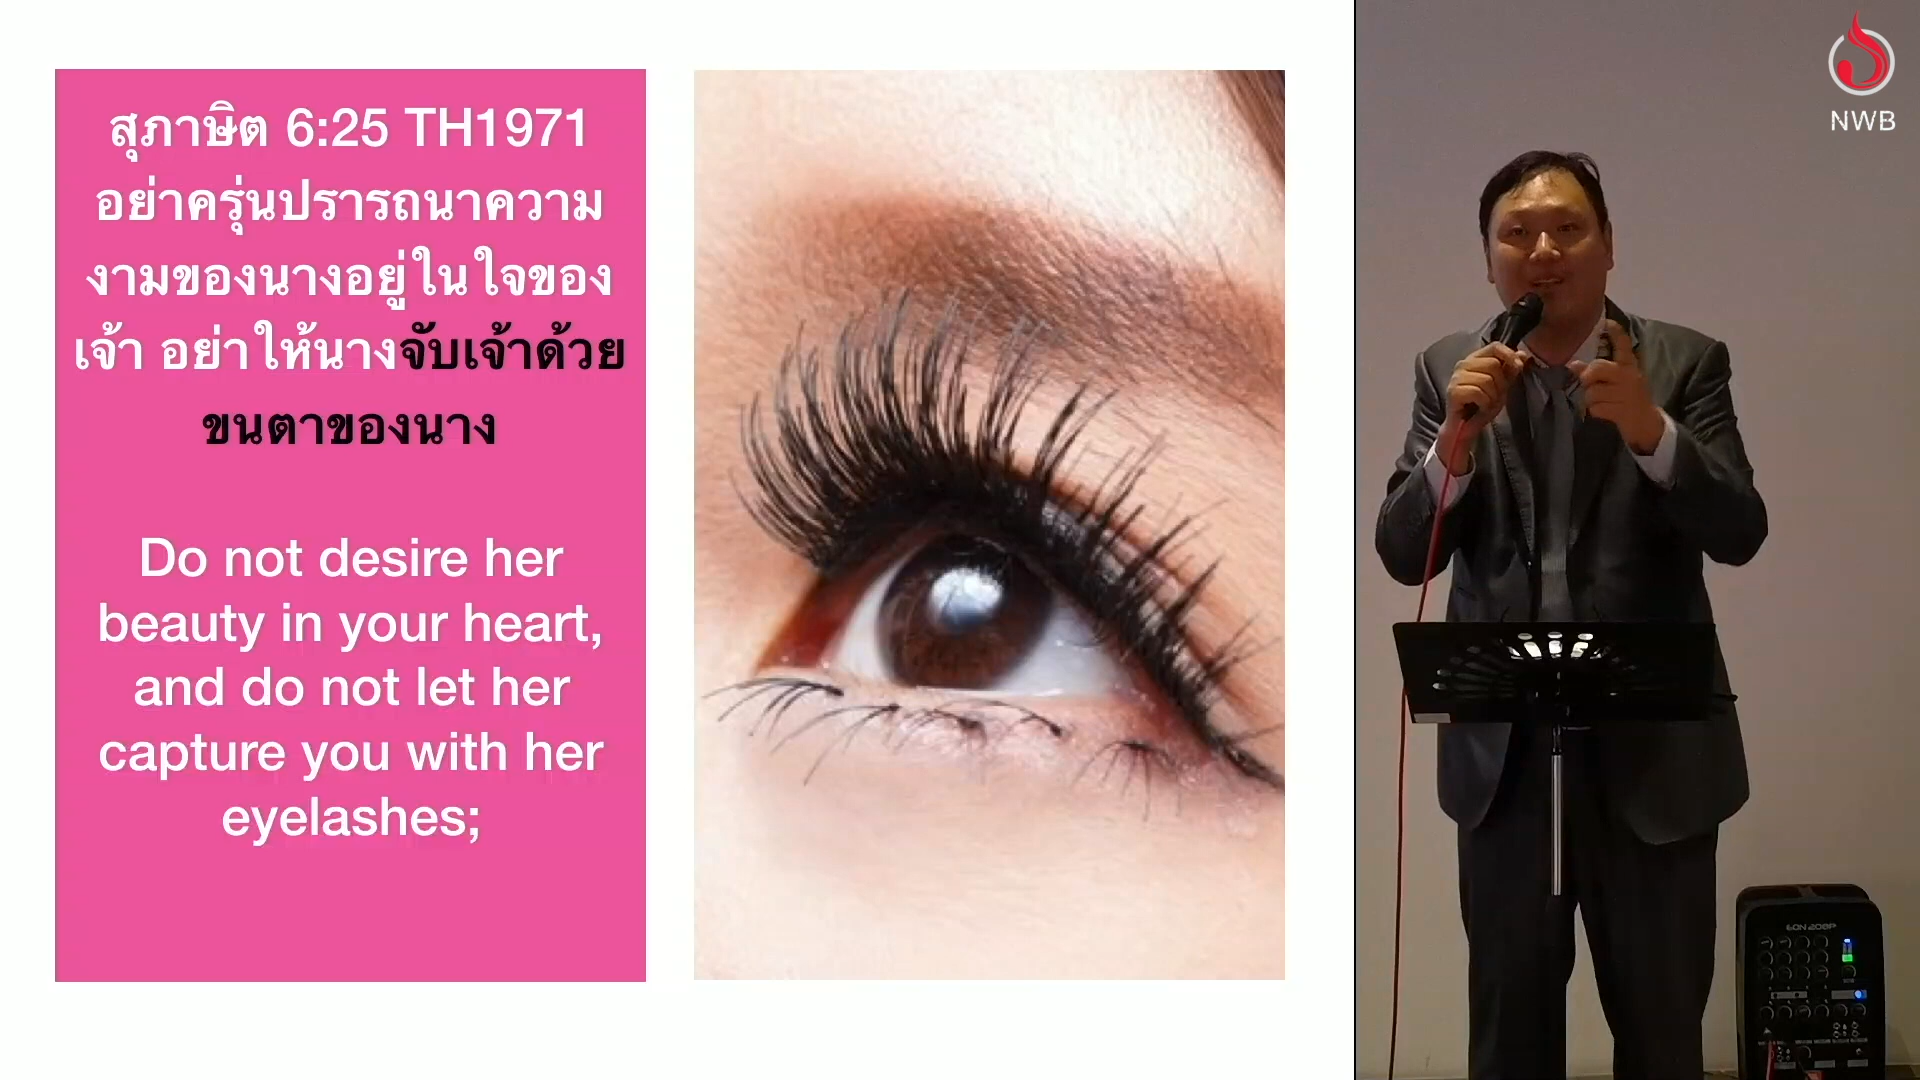 สุภาษิต 6:25 TH1971
อย่าครุ่นปรารถนาความ
งามของนางอยู่ในใจของ
เจ้า อย่าให้นางจับเจ้าด้วย
ขนตาของนาง
Do not desire her
beauty in your heart,
and do not let her
capture you with her
eyelashes;
NWB